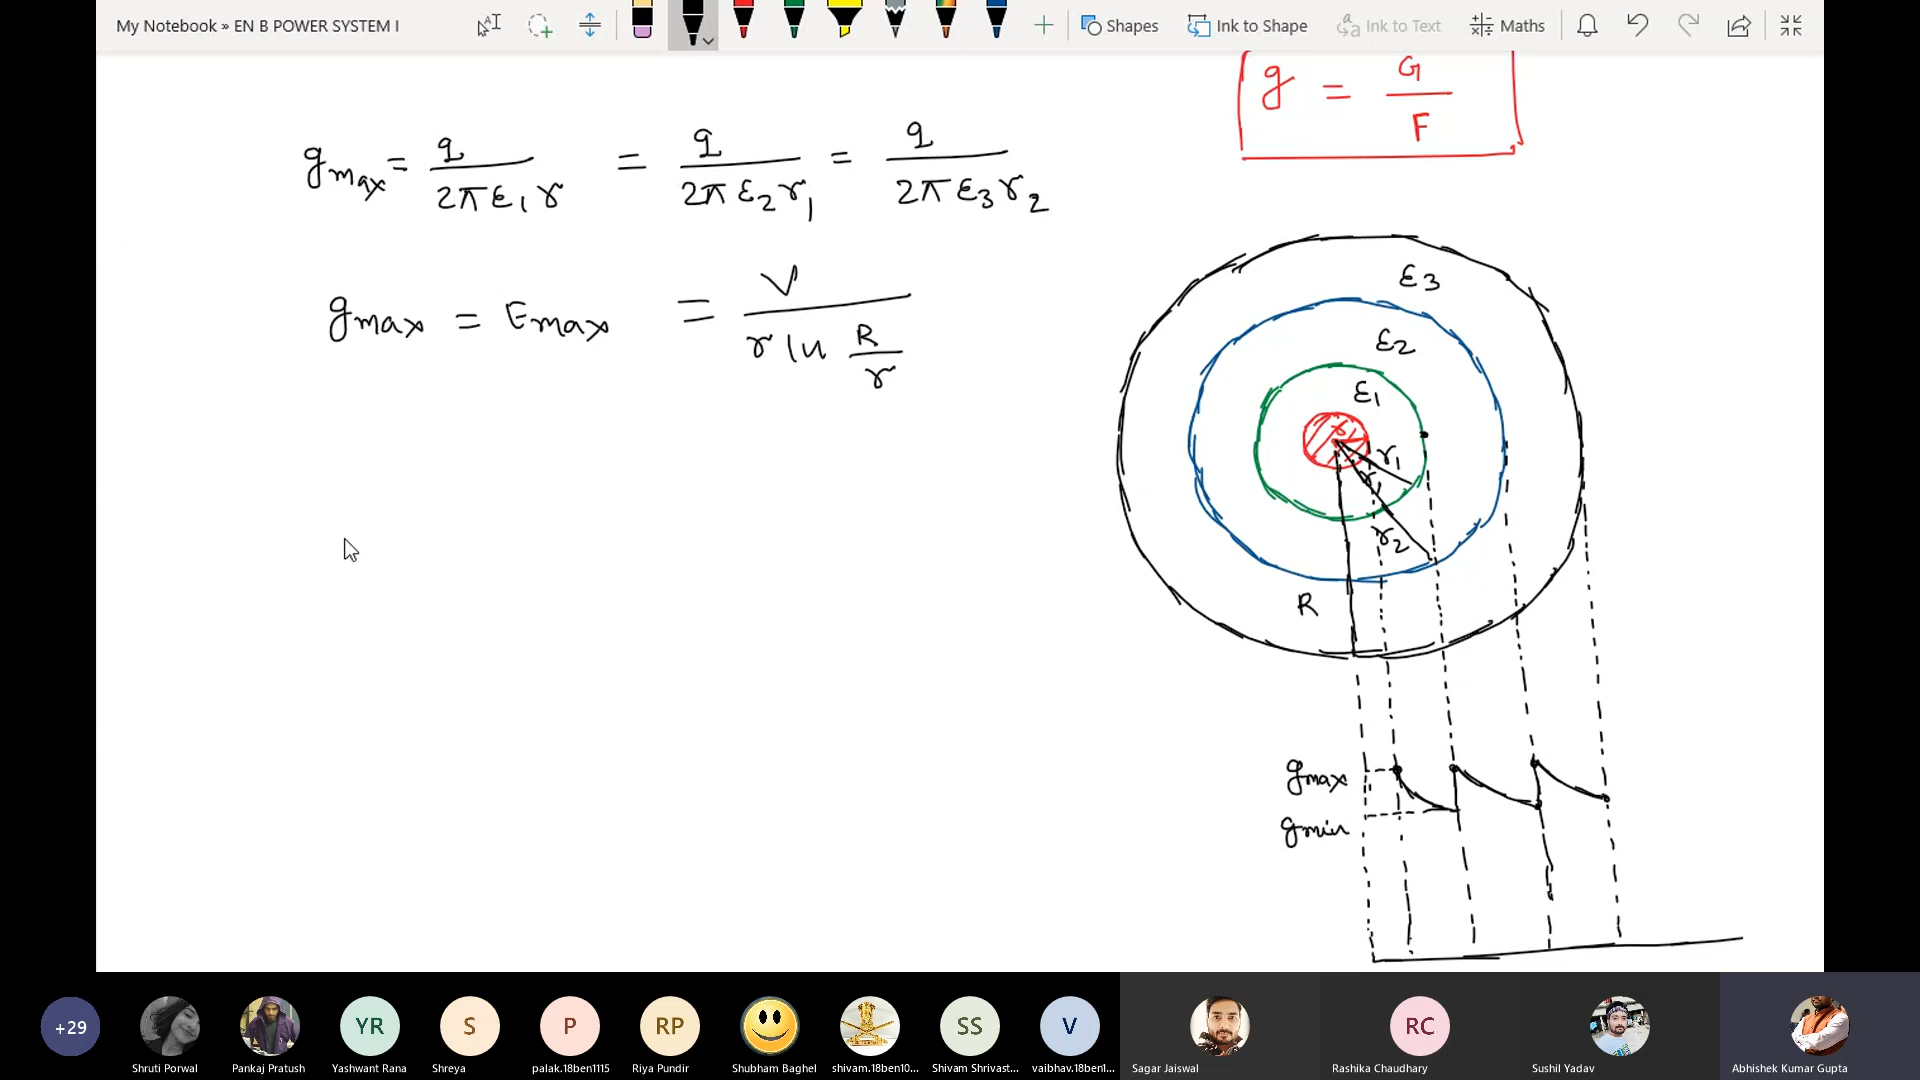 My Notebook » EN B POWER SYSTEM I
Shapes
Ink to Shape
Ink to Text
Maths
g = G/F
gmax = q/2πε₁r = q/2πε₂r₁ = q/2πε₃r₂
gmax = Emax = V/r ln R/r
ε₃
ε₂
ε₁
r
r₁
r₁
r₂
R
gmax
gmin
+29
YR
S
P
RP
SS
V
RC
Shruti Porwal
Pankaj Pratush
Yashwant Rana
Shreya
palak.18ben1115
Riya Pundir
Shubham Baghel
shivam.18ben10...
Shivam Shrivast...
vaibhav.18ben1...
Sagar Jaiswal
Rashika Chaudhary
Sushil Yadav
Abhishek Kumar Gupta